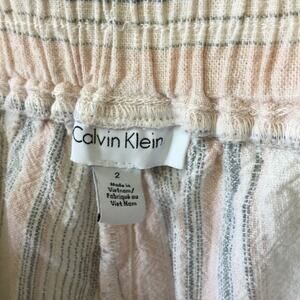 Calvin Klein
2
Made in
Vietnam/
Fabriqué au
Viet Nam